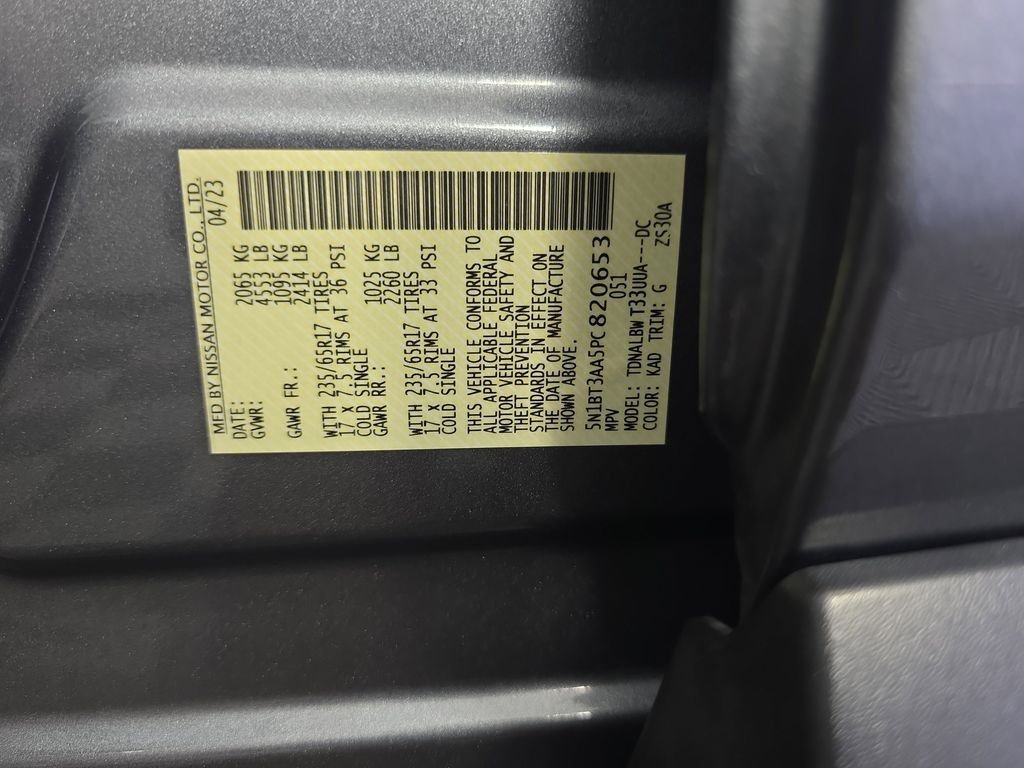 MFD BY NISSAN MOTOR CO., LTD.
DATE: 04/23
GVWR: 2065 KG
4553 LB
GAWR FR.: 1095 KG
2414 LB
WITH 235/65R17 TIRES
17 X 7.5 RIMS AT 36 PSI
COLD SINGLE
GAWR RR.: 1025 KG
2260 LB
WITH 235/65R17 TIRES
17 X 7.5 RIMS AT 33 PSI
COLD SINGLE
THIS VEHICLE CONFORMS TO
ALL APPLICABLE FEDERAL
MOTOR VEHICLE SAFETY AND
THEFT PREVENTION
STANDARDS IN EFFECT ON
THE DATE OF MANUFACTURE
SHOWN ABOVE.
5N1BT3AA5PC820653
MPV 051
MODEL: TDNALBW T33UUA---DC
COLOR: KAD TRIM: G ZS30A